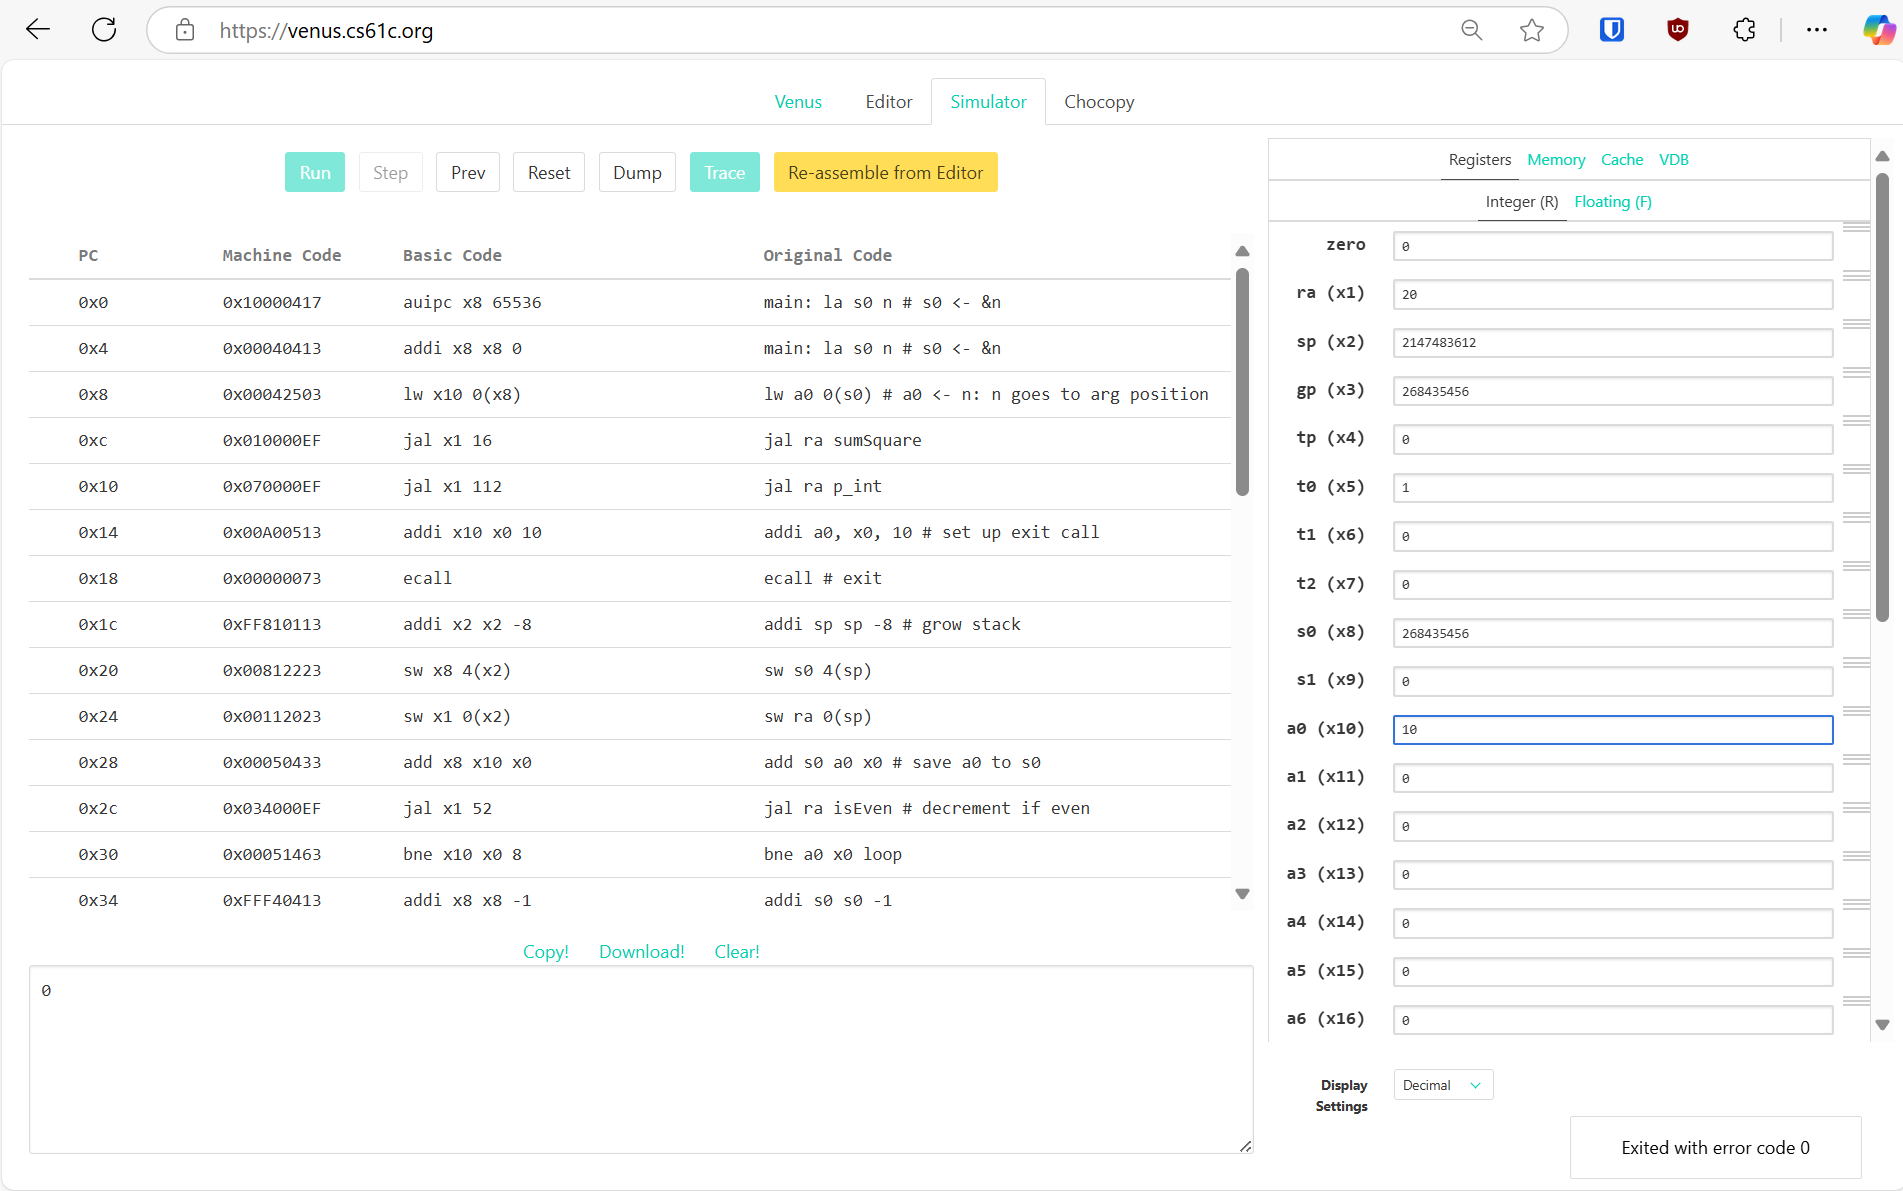 https://venus.cs61c.org
Venus Editor Simulator Chocopy
Run Step Prev Reset Dump Trace Re-assemble from Editor
PC Machine Code Basic Code Original Code
0x0 0x10000417 auipc x8 65536 main: la s0 n # s0 <- &n
0x4 0x00040413 addi x8 x8 0 main: la s0 n # s0 <- &n
0x8 0x00042503 lw x10 0(x8) lw a0 0(s0) # a0 <- n: n goes to arg position
0xc 0x010000EF jal x1 16 jal ra sumSquare
0x10 0x070000EF jal x1 112 jal ra p_int
0x14 0x00A00513 addi x10 x0 10 addi a0, x0, 10 # set up exit call
0x18 0x00000073 ecall ecall # exit
0x1c 0xFF810113 addi x2 x2 -8 addi sp sp -8 # grow stack
0x20 0x00812223 sw x8 4(x2) sw s0 4(sp)
0x24 0x00112023 sw x1 0(x2) sw ra 0(sp)
0x28 0x00050433 add x8 x10 x0 add s0 a0 x0 # save a0 to s0
0x2c 0x034000EF jal x1 52 jal ra isEven # decrement if even
0x30 0x00051463 bne x10 x0 8 bne a0 x0 loop
0x34 0xFFF40413 addi x8 x8 -1 addi s0 s0 -1
Copy! Download! Clear!
0
Registers Memory Cache VDB
Integer (R) Floating (F)
zero 0
ra (x1) 20
sp (x2) 2147483612
gp (x3) 268435456
tp (x4) 0
t0 (x5) 1
t1 (x6) 0
t2 (x7) 0
s0 (x8) 268435456
s1 (x9) 0
a0 (x10) 10
a1 (x11) 0
a2 (x12) 0
a3 (x13) 0
a4 (x14) 0
a5 (x15) 0
a6 (x16) 0
Display Settings Decimal
Exited with error code 0